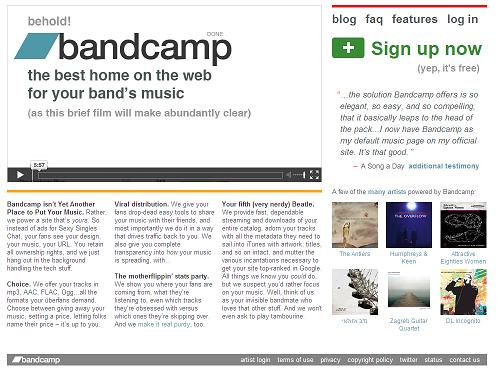 behold!
DONE
bandcamp
the best home on the web
for your band's music
(as this brief film will make abundantly clear)
5:57
Bandcamp isn't Yet Another
Place to Put Your Music. Rather,
we power a site that's yours. So
instead of ads for Sexy Singles
Chat, your fans see your design,
your music, your URL. You retain
all ownership rights, and we just
hang out in the background
handling the tech stuff.
Choice. We offer your tracks in
mp3, AAC, FLAC, Ogg...all the
formats your überfans demand.
Choose between giving away your
music, setting a price, letting folks
name their price – it's up to you.
Viral distribution. We give your
fans drop-dead easy tools to share
your music with their friends, and
most importantly we do it in a way
that drives traffic back to you. We
also give you complete
transparency into how your music
is spreading, with...
The motherflippin' stats party.
We show you where your fans are
coming from, what they're
listening to, even which tracks
they're obsessed with versus
which ones they're skipping over.
And we make it real purdy, too.
Your fifth (very nerdy) Beatle.
We provide fast, dependable
streaming and downloads of your
entire catalog, adorn your tracks
with all the metadata they need to
sail into iTunes with artwork, titles,
and so on intact, and mutter the
various incantations necessary to
get your site top-ranked in Google.
All things we know you could do,
but we suspect you'd rather focus
on your music. Well, think of us
as your invisible bandmate who
loves that other stuff. And we won't
even ask to play tambourine.
blog faq features log in
Sign up now
(yep, it's free)
"...the solution Bandcamp offers is so
elegant, so easy, and so compelling,
that it basically leaps to the head of
the pack...I now have Bandcamp as
my default music page on my official
site. It's that good. "
– A Song a Day additional testimony
A few of the many artists powered by Bandcamp:
THE OVERFLOW
The Antlers
Humphreys &
Keen
Attractive
Eighties Women
Zagreb Guitar
Quartet
DL Incognito
bandcamp
artist login terms of use privacy copyright policy twitter status contact us